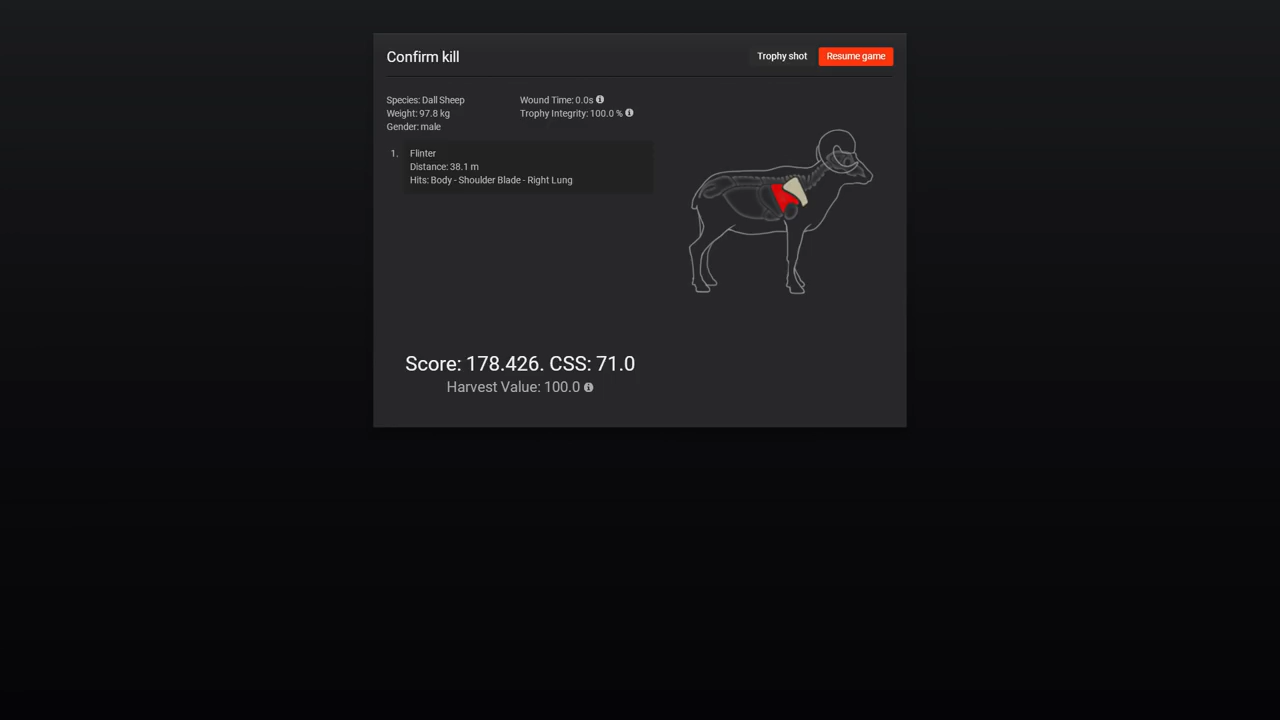 Confirm kill
Trophy shot
Resume game
Species: Dall Sheep
Weight: 97.8 kg
Gender: male
Wound Time: 0.0s
Trophy Integrity: 100.0 %
1. Flinter
Distance: 38.1 m
Hits: Body - Shoulder Blade - Right Lung
Score: 178.426. CSS: 71.0
Harvest Value: 100.0